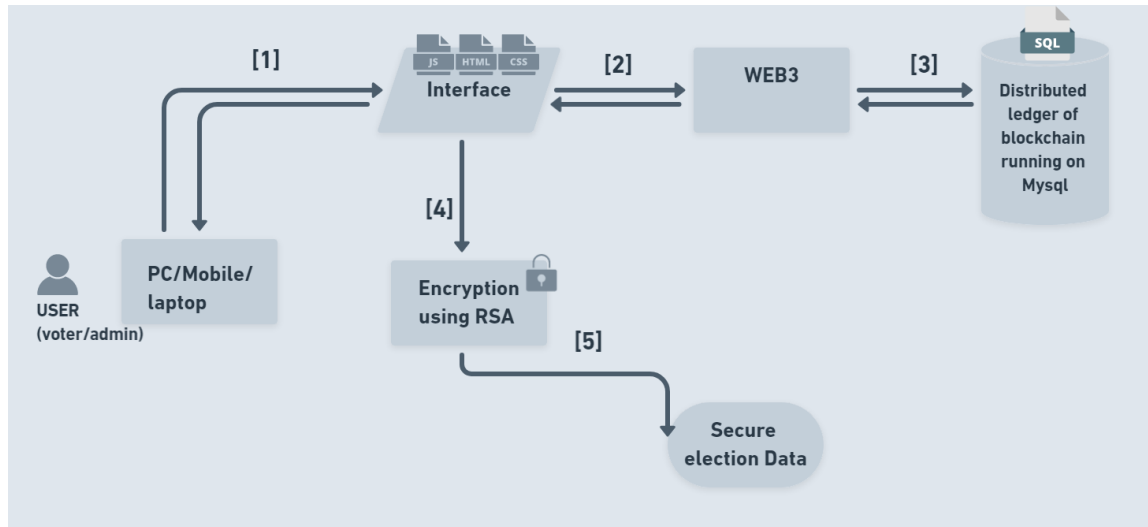 [1]
JS HTML CSS
Interface
[2]
WEB3
[3]
SQL
Distributed
ledger of
blockchain
running on
Mysql
[4]
USER
(voter/admin)
PC/Mobile/
laptop
Encryption
using RSA
[5]
Secure
election Data